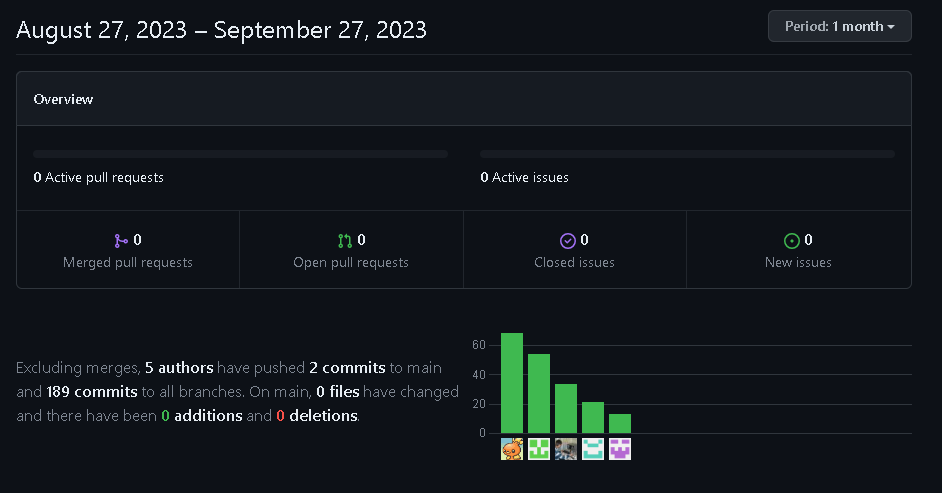 August 27, 2023 – September 27, 2023
Period: 1 month
Overview
0 Active pull requests
0 Active issues
0
Merged pull requests
0
Open pull requests
0
Closed issues
0
New issues
Excluding merges, 5 authors have pushed 2 commits to main
and 189 commits to all branches. On main, 0 files have changed
and there have been 0 additions and 0 deletions.
60
40
20
0